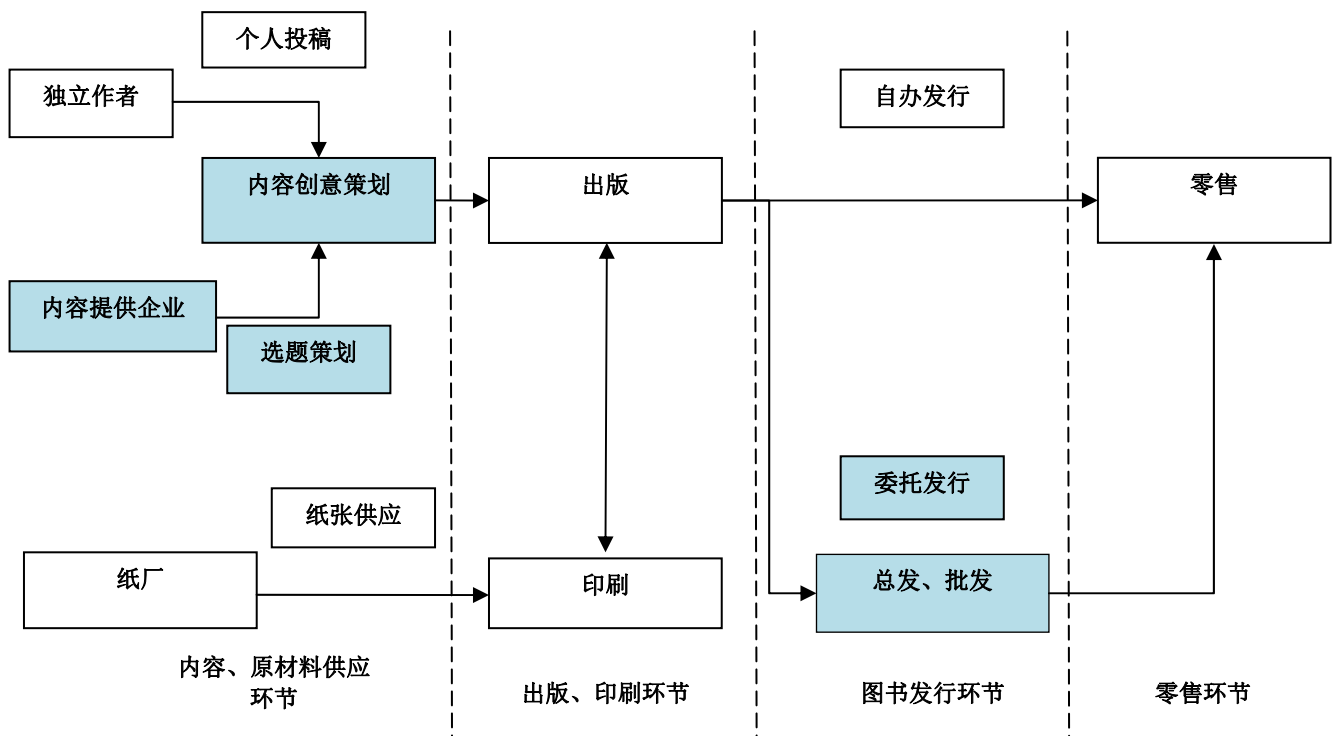 个人投稿
独立作者
自办发行
内容创意策划
出版
零售
内容提供企业
选题策划
委托发行
纸张供应
纸厂
印刷
总发、批发
内容、原材料供应
环节
出版、印刷环节
图书发行环节
零售环节